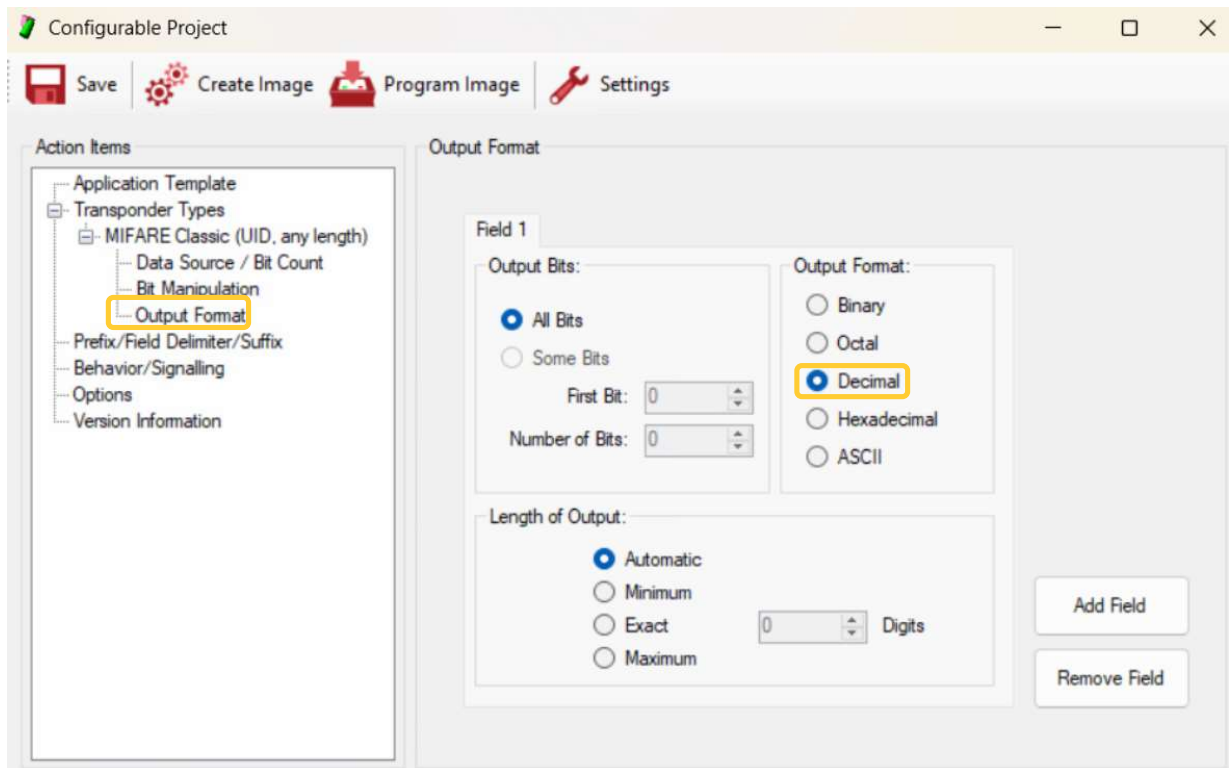 Configurable Project
Save Create Image Program Image Settings
Action Items
Application Template
Transponder Types
MIFARE Classic (UID, any length)
Data Source / Bit Count
Bit Manipulation
Output Format
Prefix/Field Delimiter/Suffix
Behavior/Signalling
Options
Version Information
Output Format
Field 1
Output Bits:
All Bits
Some Bits
First Bit: 0
Number of Bits: 0
Output Format:
Binary
Octal
Decimal
Hexadecimal
ASCII
Length of Output:
Automatic
Minimum
Exact 0 Digits
Maximum
Add Field
Remove Field